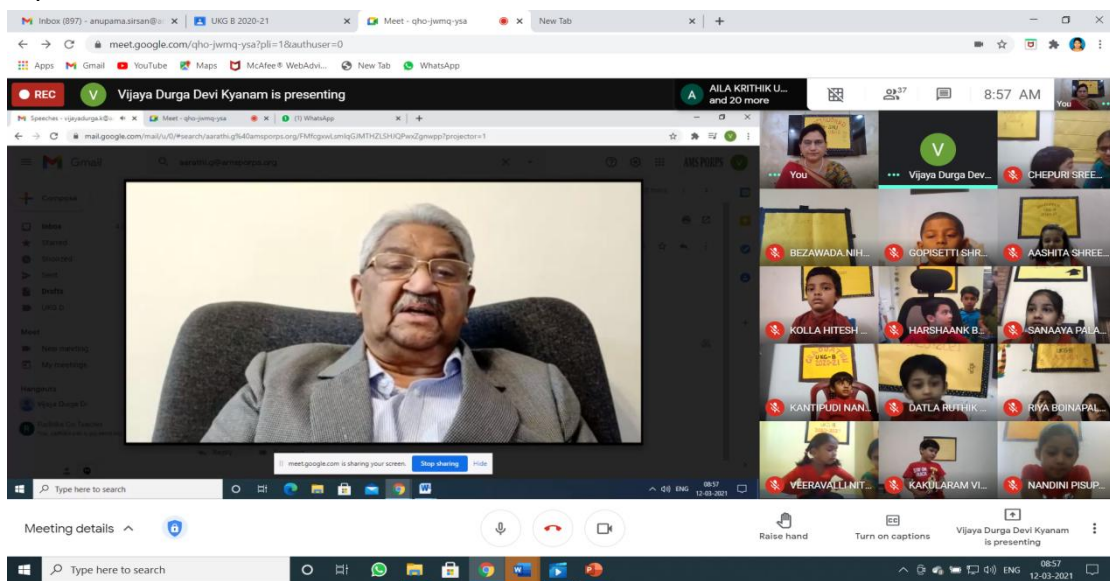 Inbox (897) - anupama.sirsan@a
UKG B 2020-21
Meet - qho-jwmq-ysa
New Tab
meet.google.com/qho-jwmq-ysa?pli=1&authuser=0
Apps
Gmail
YouTube
Maps
McAfee® WebAdvi...
New Tab
WhatsApp
REC
V
Vijaya Durga Devi Kyanam is presenting
A
AILA KRITHIK U...
and 20 more
37
8:57 AM
You
Meet - qho-jwmq-ysa
(1) WhatsApp
Gmail
Compose
Inbox
Starred
Snoozed
Sent
Drafts
UKG D
Meet
New meeting
My meetings
Hangouts
meet.google.com is sharing your screen.
Stop sharing
Hide
Type here to search
ENG
08:57
12-03-2021
You
V
Vijaya Durga Dev...
CHEPURI SREE...
BEZAWADA.NIH...
GOPISETTI SHR...
AASHITA SHREE...
KOLLA HITESH ...
HARSHAANK B...
SANAAYA PALA...
UKG-B
2020-21
KANTIPUDI NAN...
DATLA RUTHIK ...
RIYA BOINAPAL...
VEERAVALLI NIT...
KAKULARAM VI...
NANDINI PISUP...
Meeting details
Raise hand
Turn on captions
Vijaya Durga Devi Kyanam
is presenting
Type here to search
ENG
08:57
12-03-2021